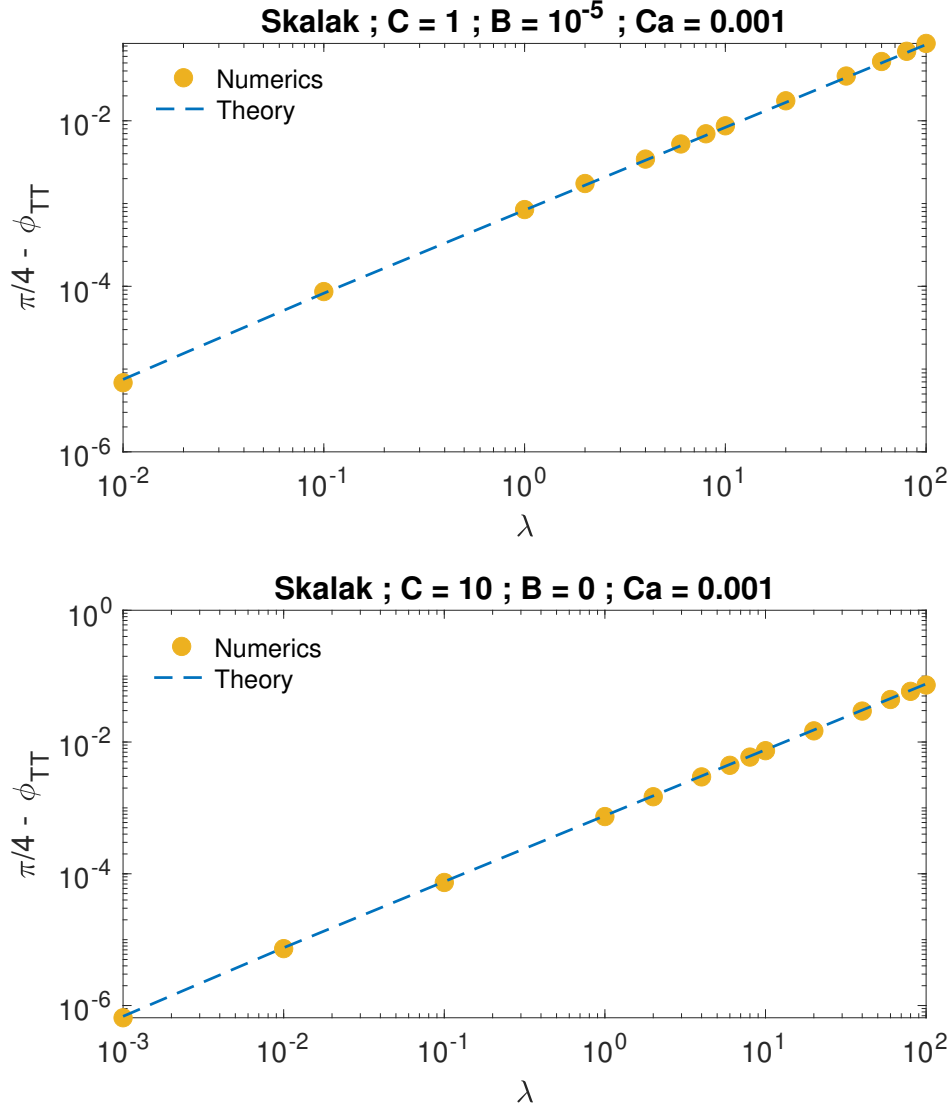 Skalak ; C = 1 ; B = 10^-5 ; Ca = 0.001
Numerics
Theory
10^-2
10^-4
10^-6
π/4 - ϕ_TT
10^-2 10^-1 10^0 10^1 10^2
λ
Skalak ; C = 10 ; B = 0 ; Ca = 0.001
10^0
Numerics
Theory
10^-2
10^-4
10^-6
π/4 - ϕ_TT
10^-3 10^-2 10^-1 10^0 10^1 10^2
λ